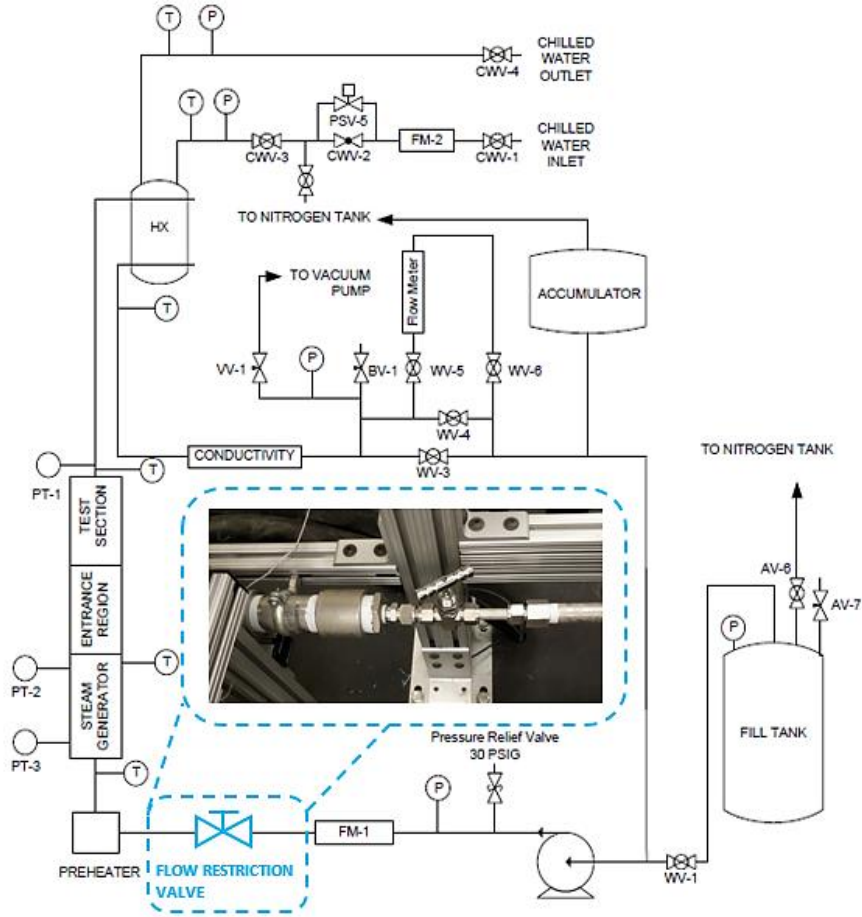 T
P
CWV-4
CHILLED
WATER
OUTLET
T
P
PSV-5
CWV-3
CWV-2
FM-2
CWV-1
CHILLED
WATER
INLET
HX
TO NITROGEN TANK
TO VACUUM
PUMP
Flow Meter
ACCUMULATOR
T
VV-1
P
BV-1
WV-5
WV-6
WV-4
CONDUCTIVITY
WV-3
TO NITROGEN TANK
PT-1
T
TEST
SECTION
ENTRANCE
REGION
AV-6
AV-7
P
PT-2
T
STEAM
GENERATOR
FILL TANK
PT-3
T
Pressure Relief Valve
30 PSIG
P
FM-1
PREHEATER
FLOW RESTRICTION
VALVE
WV-1